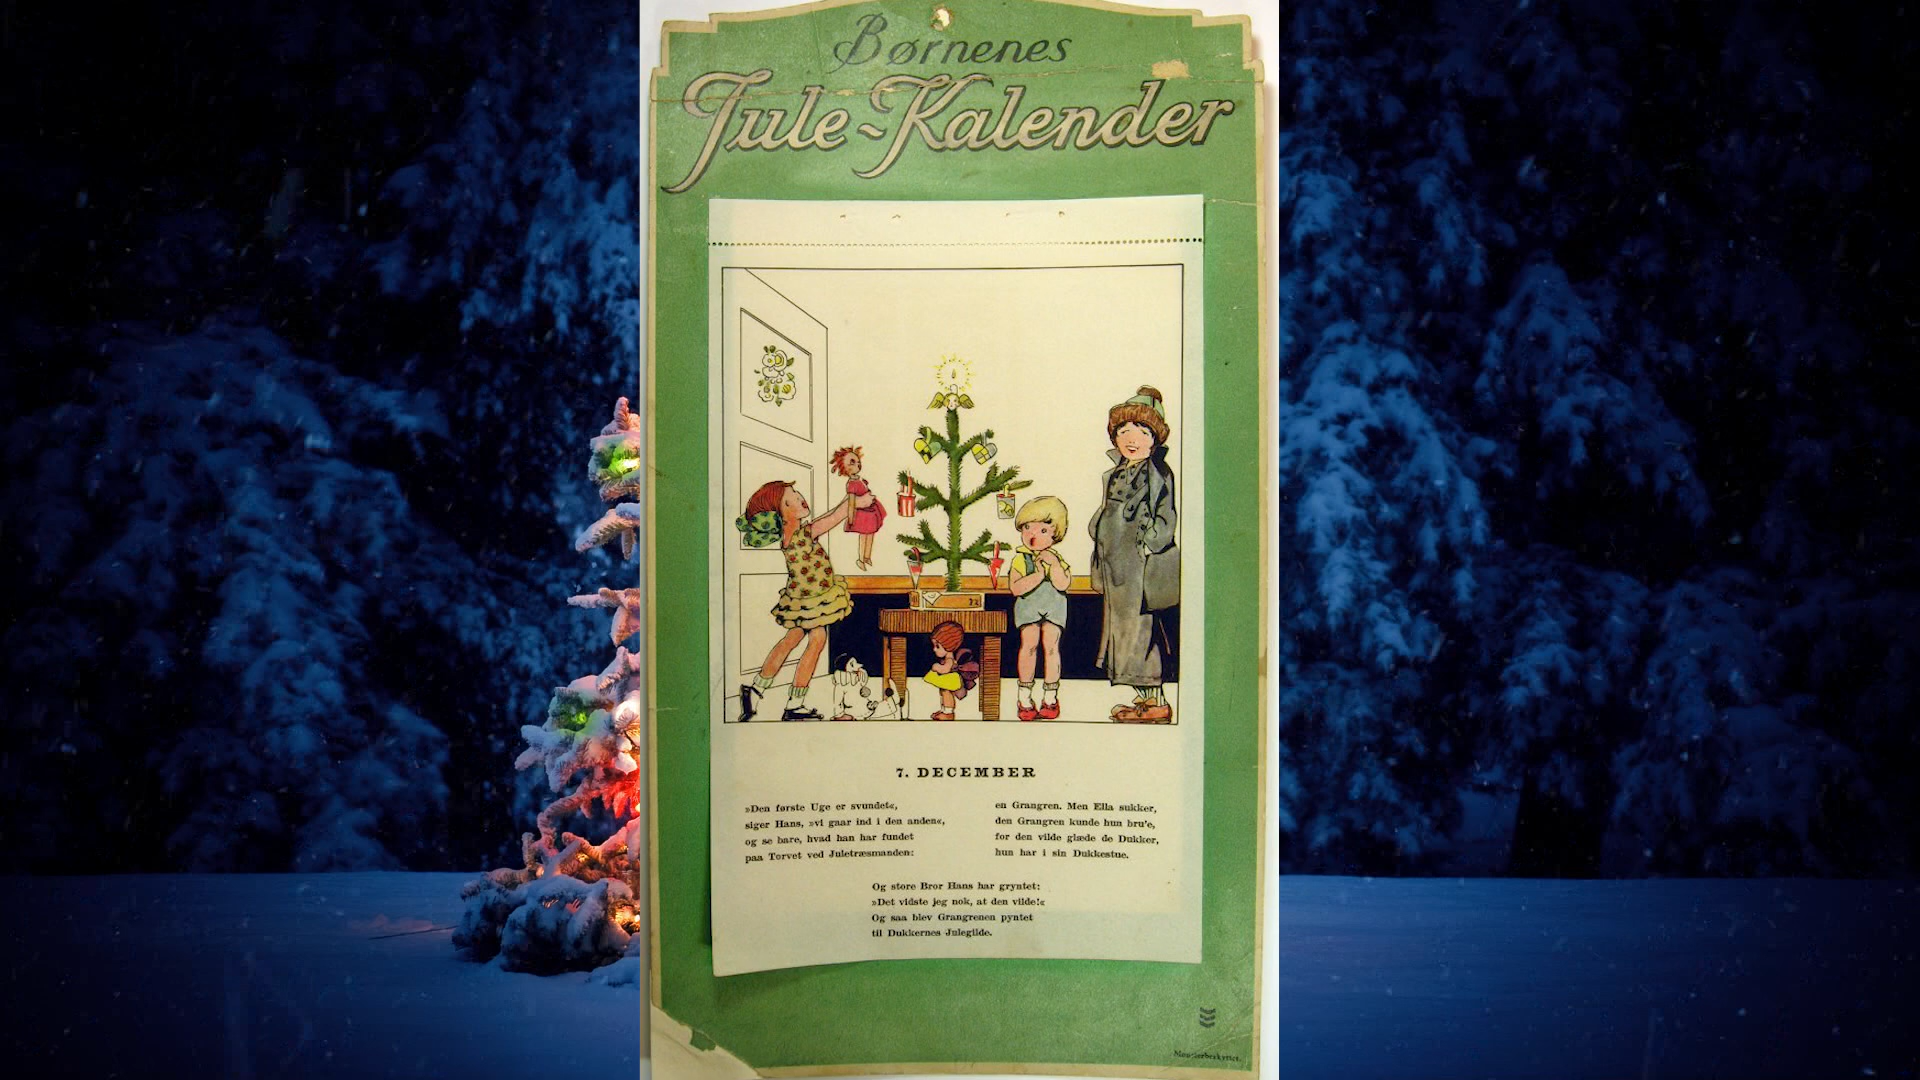 Børnenes
Jule~Kalender
7. DECEMBER
»Den første Uge er svundet«,
siger Hans, »vi gaar ind i den anden«,
og se bare, hvad han har fundet
paa Torvet ved Juletræsmanden:
en Grangren. Men Ella sukker,
den Grangren kunde hun bru'e,
for den vilde glæde de Dukker,
hun har i sin Dukkestue.
Og store Bror Hans har gryntet:
»Det vidste jeg nok, at den vilde!«
Og saa blev Grangrenen pyntet
til Dukkernes Julegilde.
Mønsterbeskyttet.